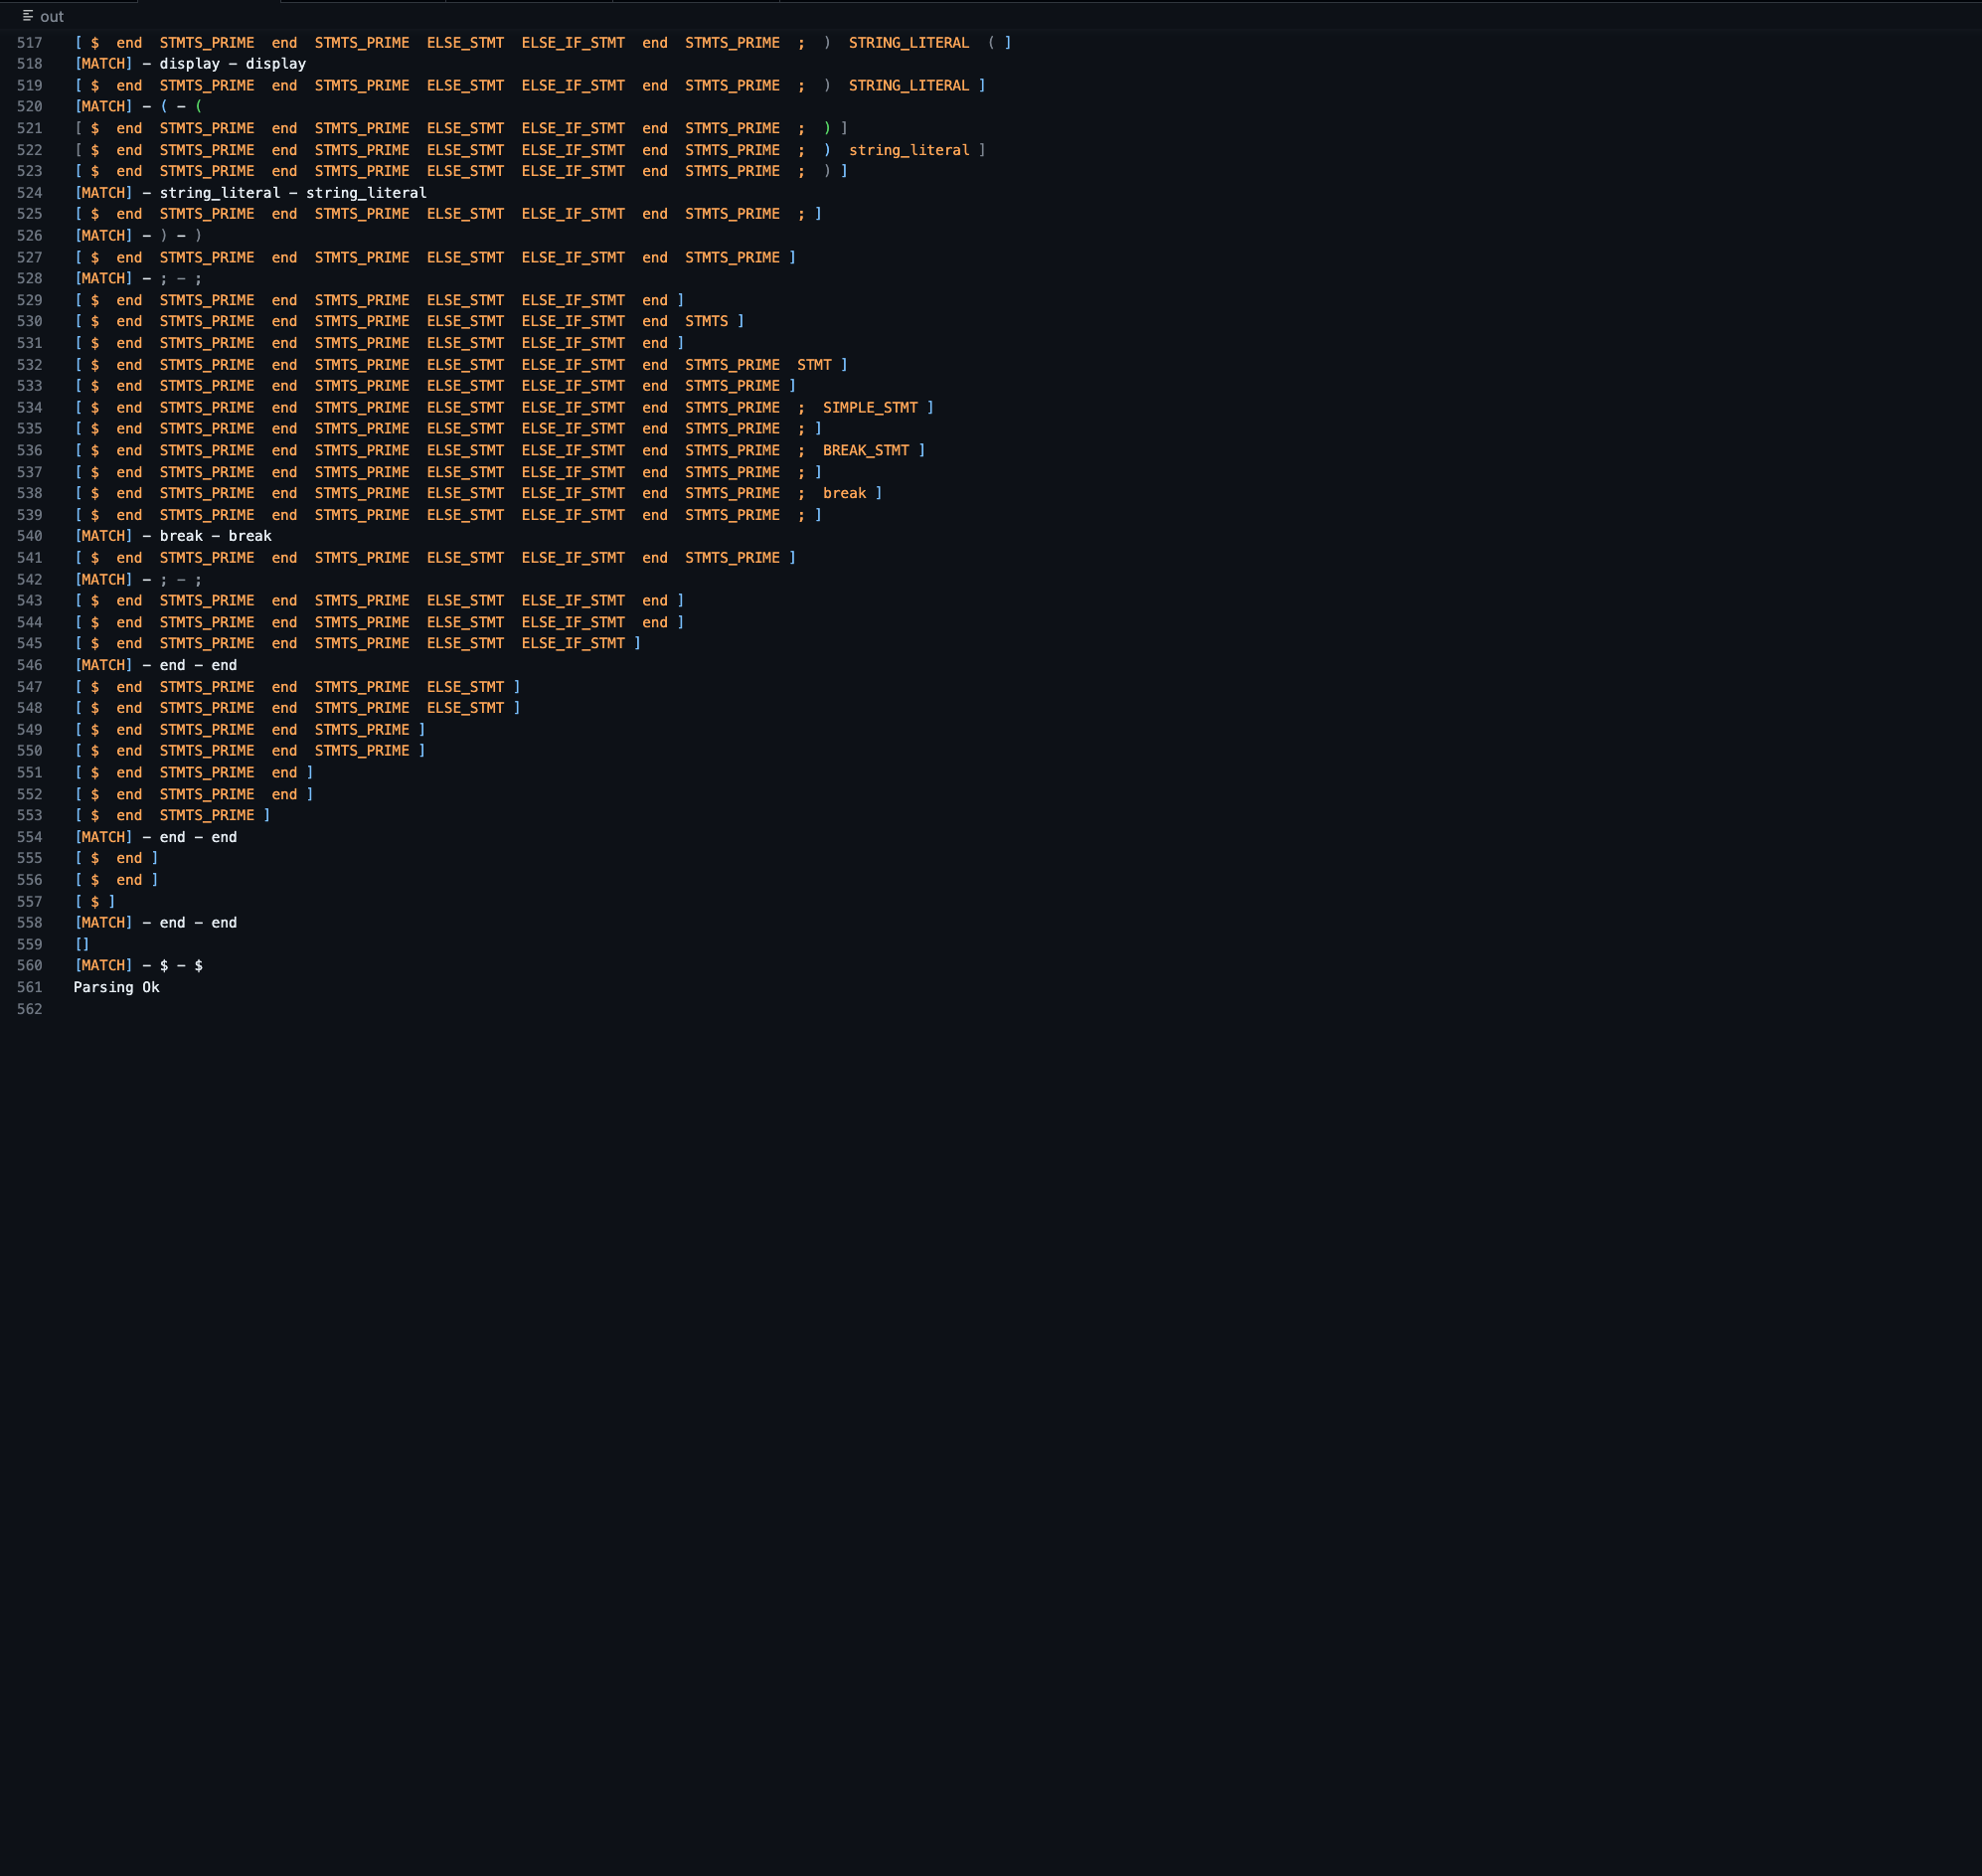 out
517 [ $ end STMTS_PRIME end STMTS_PRIME ELSE_STMT ELSE_IF_STMT end STMTS_PRIME ; ) STRING_LITERAL ( ]
518 [MATCH] - display - display
519 [ $ end STMTS_PRIME end STMTS_PRIME ELSE_STMT ELSE_IF_STMT end STMTS_PRIME ; ) STRING_LITERAL ]
520 [MATCH] - ( - (
521 [ $ end STMTS_PRIME end STMTS_PRIME ELSE_STMT ELSE_IF_STMT end STMTS_PRIME ; ) ]
522 [ $ end STMTS_PRIME end STMTS_PRIME ELSE_STMT ELSE_IF_STMT end STMTS_PRIME ; ) string_literal ]
523 [ $ end STMTS_PRIME end STMTS_PRIME ELSE_STMT ELSE_IF_STMT end STMTS_PRIME ; ) ]
524 [MATCH] - string_literal - string_literal
525 [ $ end STMTS_PRIME end STMTS_PRIME ELSE_STMT ELSE_IF_STMT end STMTS_PRIME ; ]
526 [MATCH] - ) - )
527 [ $ end STMTS_PRIME end STMTS_PRIME ELSE_STMT ELSE_IF_STMT end STMTS_PRIME ]
528 [MATCH] - ; - ;
529 [ $ end STMTS_PRIME end STMTS_PRIME ELSE_STMT ELSE_IF_STMT end ]
530 [ $ end STMTS_PRIME end STMTS_PRIME ELSE_STMT ELSE_IF_STMT end STMTS ]
531 [ $ end STMTS_PRIME end STMTS_PRIME ELSE_STMT ELSE_IF_STMT end ]
532 [ $ end STMTS_PRIME end STMTS_PRIME ELSE_STMT ELSE_IF_STMT end STMTS_PRIME STMT ]
533 [ $ end STMTS_PRIME end STMTS_PRIME ELSE_STMT ELSE_IF_STMT end STMTS_PRIME ]
534 [ $ end STMTS_PRIME end STMTS_PRIME ELSE_STMT ELSE_IF_STMT end STMTS_PRIME ; SIMPLE_STMT ]
535 [ $ end STMTS_PRIME end STMTS_PRIME ELSE_STMT ELSE_IF_STMT end STMTS_PRIME ; ]
536 [ $ end STMTS_PRIME end STMTS_PRIME ELSE_STMT ELSE_IF_STMT end STMTS_PRIME ; BREAK_STMT ]
537 [ $ end STMTS_PRIME end STMTS_PRIME ELSE_STMT ELSE_IF_STMT end STMTS_PRIME ; ]
538 [ $ end STMTS_PRIME end STMTS_PRIME ELSE_STMT ELSE_IF_STMT end STMTS_PRIME ; break ]
539 [ $ end STMTS_PRIME end STMTS_PRIME ELSE_STMT ELSE_IF_STMT end STMTS_PRIME ; ]
540 [MATCH] - break - break
541 [ $ end STMTS_PRIME end STMTS_PRIME ELSE_STMT ELSE_IF_STMT end STMTS_PRIME ]
542 [MATCH] - ; - ;
543 [ $ end STMTS_PRIME end STMTS_PRIME ELSE_STMT ELSE_IF_STMT end ]
544 [ $ end STMTS_PRIME end STMTS_PRIME ELSE_STMT ELSE_IF_STMT end ]
545 [ $ end STMTS_PRIME end STMTS_PRIME ELSE_STMT ELSE_IF_STMT ]
546 [MATCH] - end - end
547 [ $ end STMTS_PRIME end STMTS_PRIME ELSE_STMT ]
548 [ $ end STMTS_PRIME end STMTS_PRIME ELSE_STMT ]
549 [ $ end STMTS_PRIME end STMTS_PRIME ]
550 [ $ end STMTS_PRIME end STMTS_PRIME ]
551 [ $ end STMTS_PRIME end ]
552 [ $ end STMTS_PRIME end ]
553 [ $ end STMTS_PRIME ]
554 [MATCH] - end - end
555 [ $ end ]
556 [ $ end ]
557 [ $ ]
558 [MATCH] - end - end
559 []
560 [MATCH] - $ - $
561 Parsing Ok
562